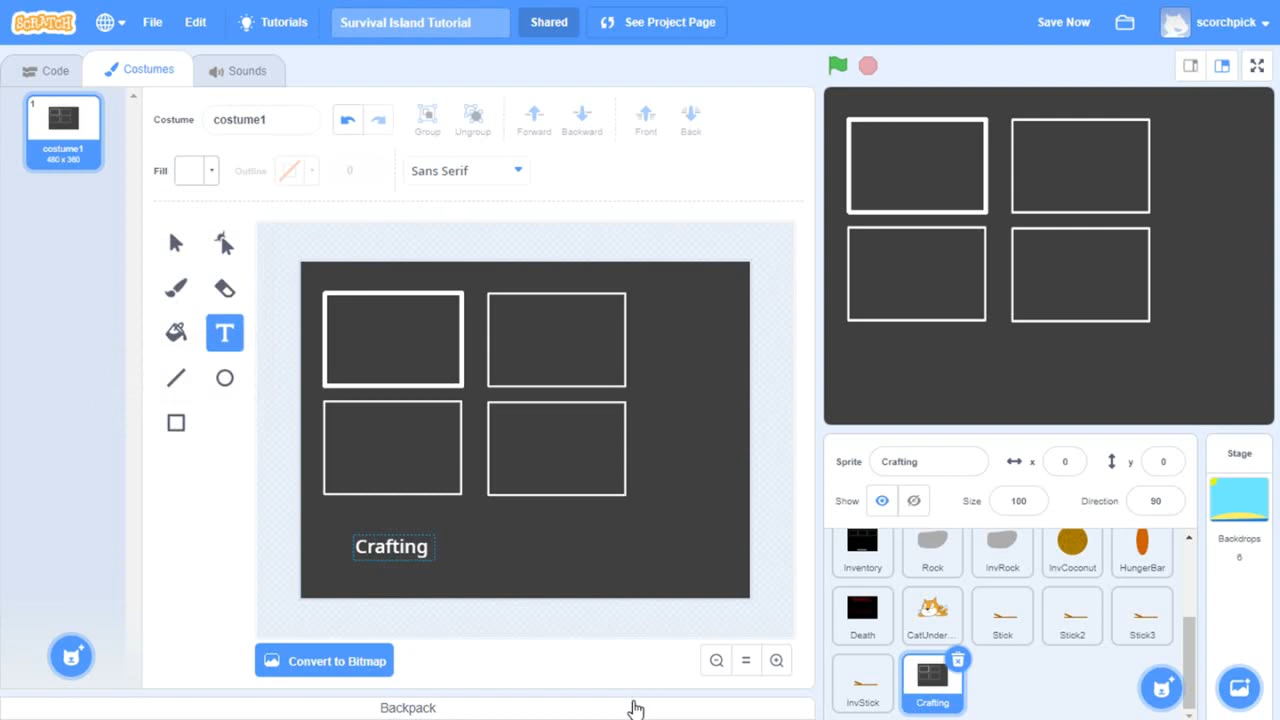 SCRATCH File Edit Tutorials Survival Island Tutorial Shared See Project Page Save Now scorchpick
Code Costumes Sounds
1
costume1
480 x 360
Costume costume1 Group Ungroup Forward Backward Front Back
Fill Outline 0 Sans Serif
T
Crafting
Convert to Bitmap
Backpack
Sprite Crafting x 0 y 0
Show Size 100 Direction 90
Stage
Backdrops
6
Inventory Rock InvRock InvCoconut HungerBar
Death CatUnder... Stick Stick2 Stick3
InvStick Crafting